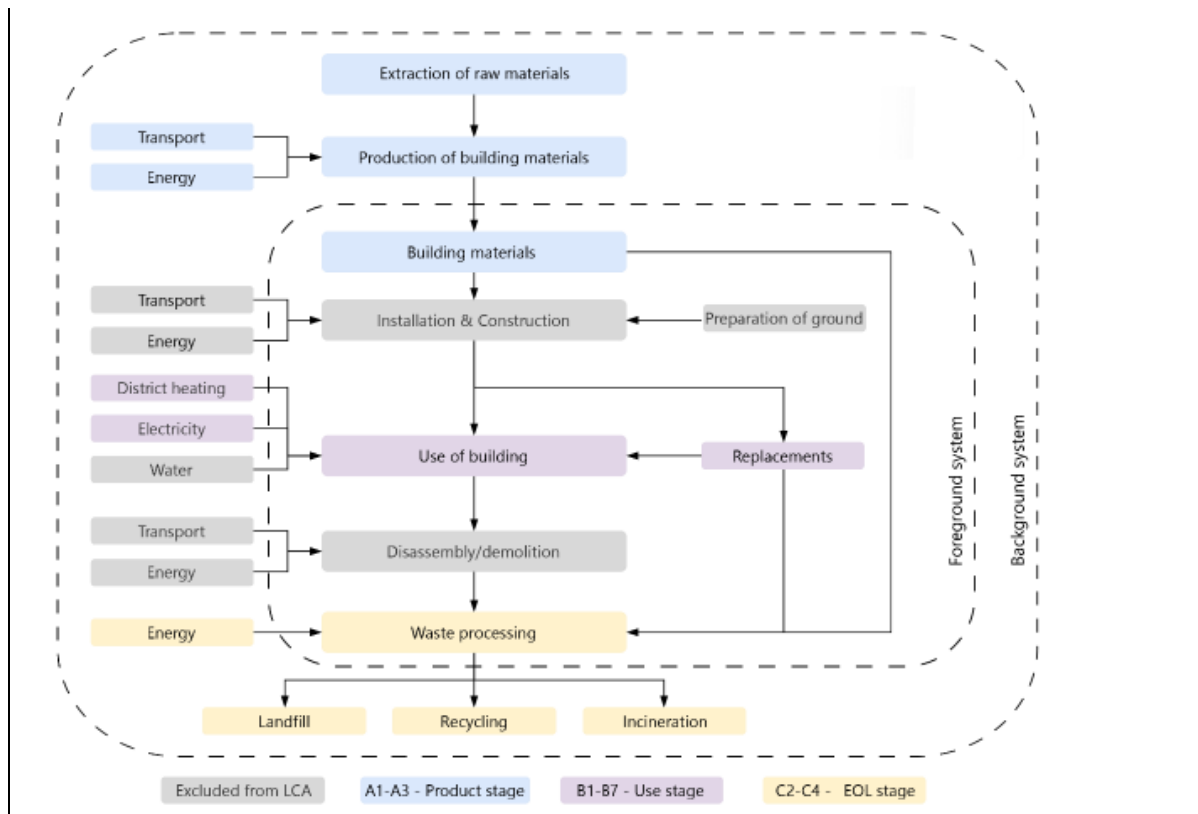 Extraction of raw materials
Transport
Production of building materials
Energy
Building materials
Transport
Installation & Construction
Preparation of ground
Energy
District heating
Electricity
Use of building
Replacements
Water
Transport
Disassembly/demolition
Energy
Energy
Waste processing
Foreground system
Background system
Landfill
Recycling
Incineration
Excluded from LCA
A1-A3 - Product stage
B1-B7 - Use stage
C2-C4 - EOL stage